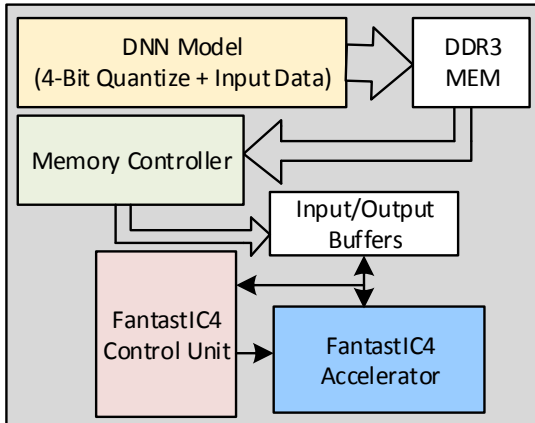 DNN Model
(4-Bit Quantize + Input Data)
DDR3
MEM
Memory Controller
Input/Output
Buffers
FantastIC4
Control Unit
FantastIC4
Accelerator